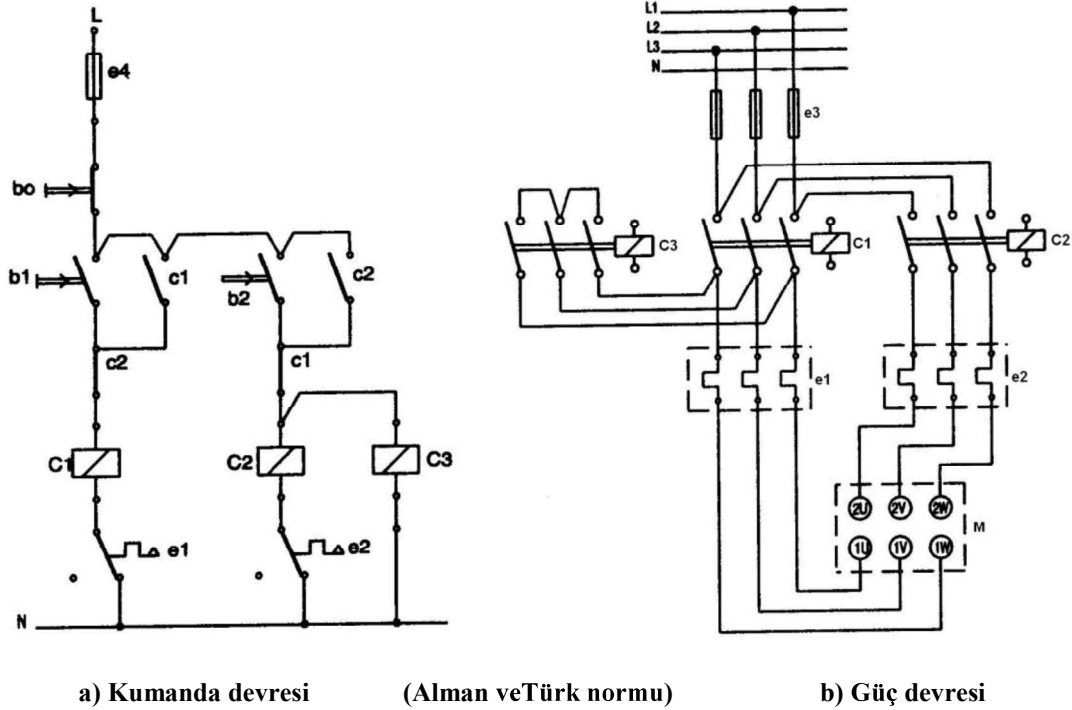 L
e4
bo
b1
c1
b2
c2
c2
c1
C1
C2
C3
e1
e2
N
L1
L2
L3
N
e3
C3
C1
C2
e1
e2
2U 2V 2W
M
1U 1V 1W
a) Kumanda devresi (Alman veTürk normu) b) Güç devresi